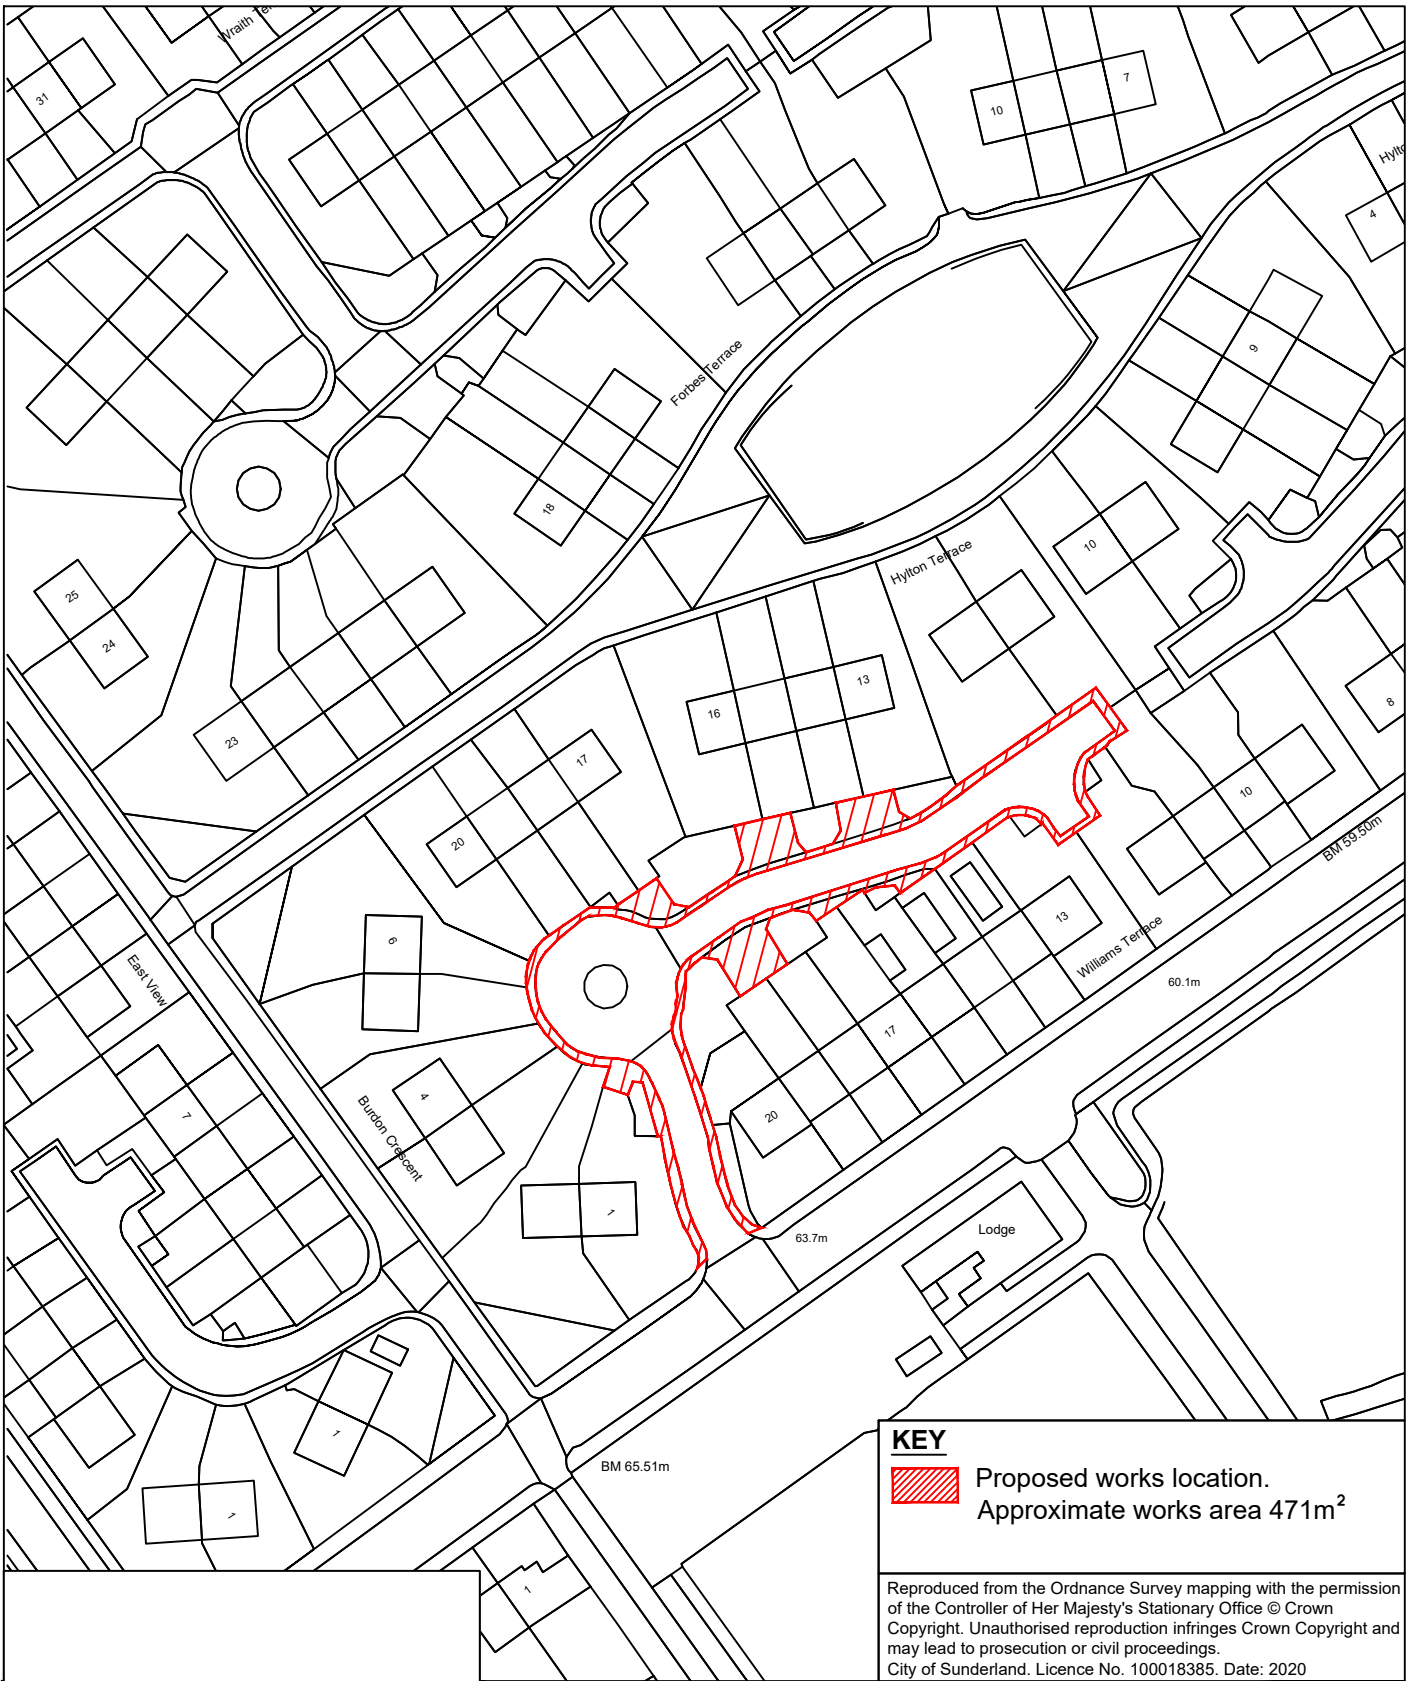 Wraith Ter
31
10
7
Hylto
4
Forbes Terrace
9
18
Hylton Terrace
10
25
24
23
16
13
17
20
8
10
BM 59.50m
6
East View
13
Williams Terrace
60.1m
17
7
4
Burdon Crescent
20
1
63.7m
Lodge
1
BM 65.51m
1
1
KEY
Proposed works location.
Approximate works area 471m²
Reproduced from the Ordnance Survey mapping with the permission
of the Controller of Her Majesty's Stationary Office © Crown
Copyright. Unauthorised reproduction infringes Crown Copyright and
may lead to prosecution or civil proceedings.
City of Sunderland. Licence No. 100018385. Date: 2020